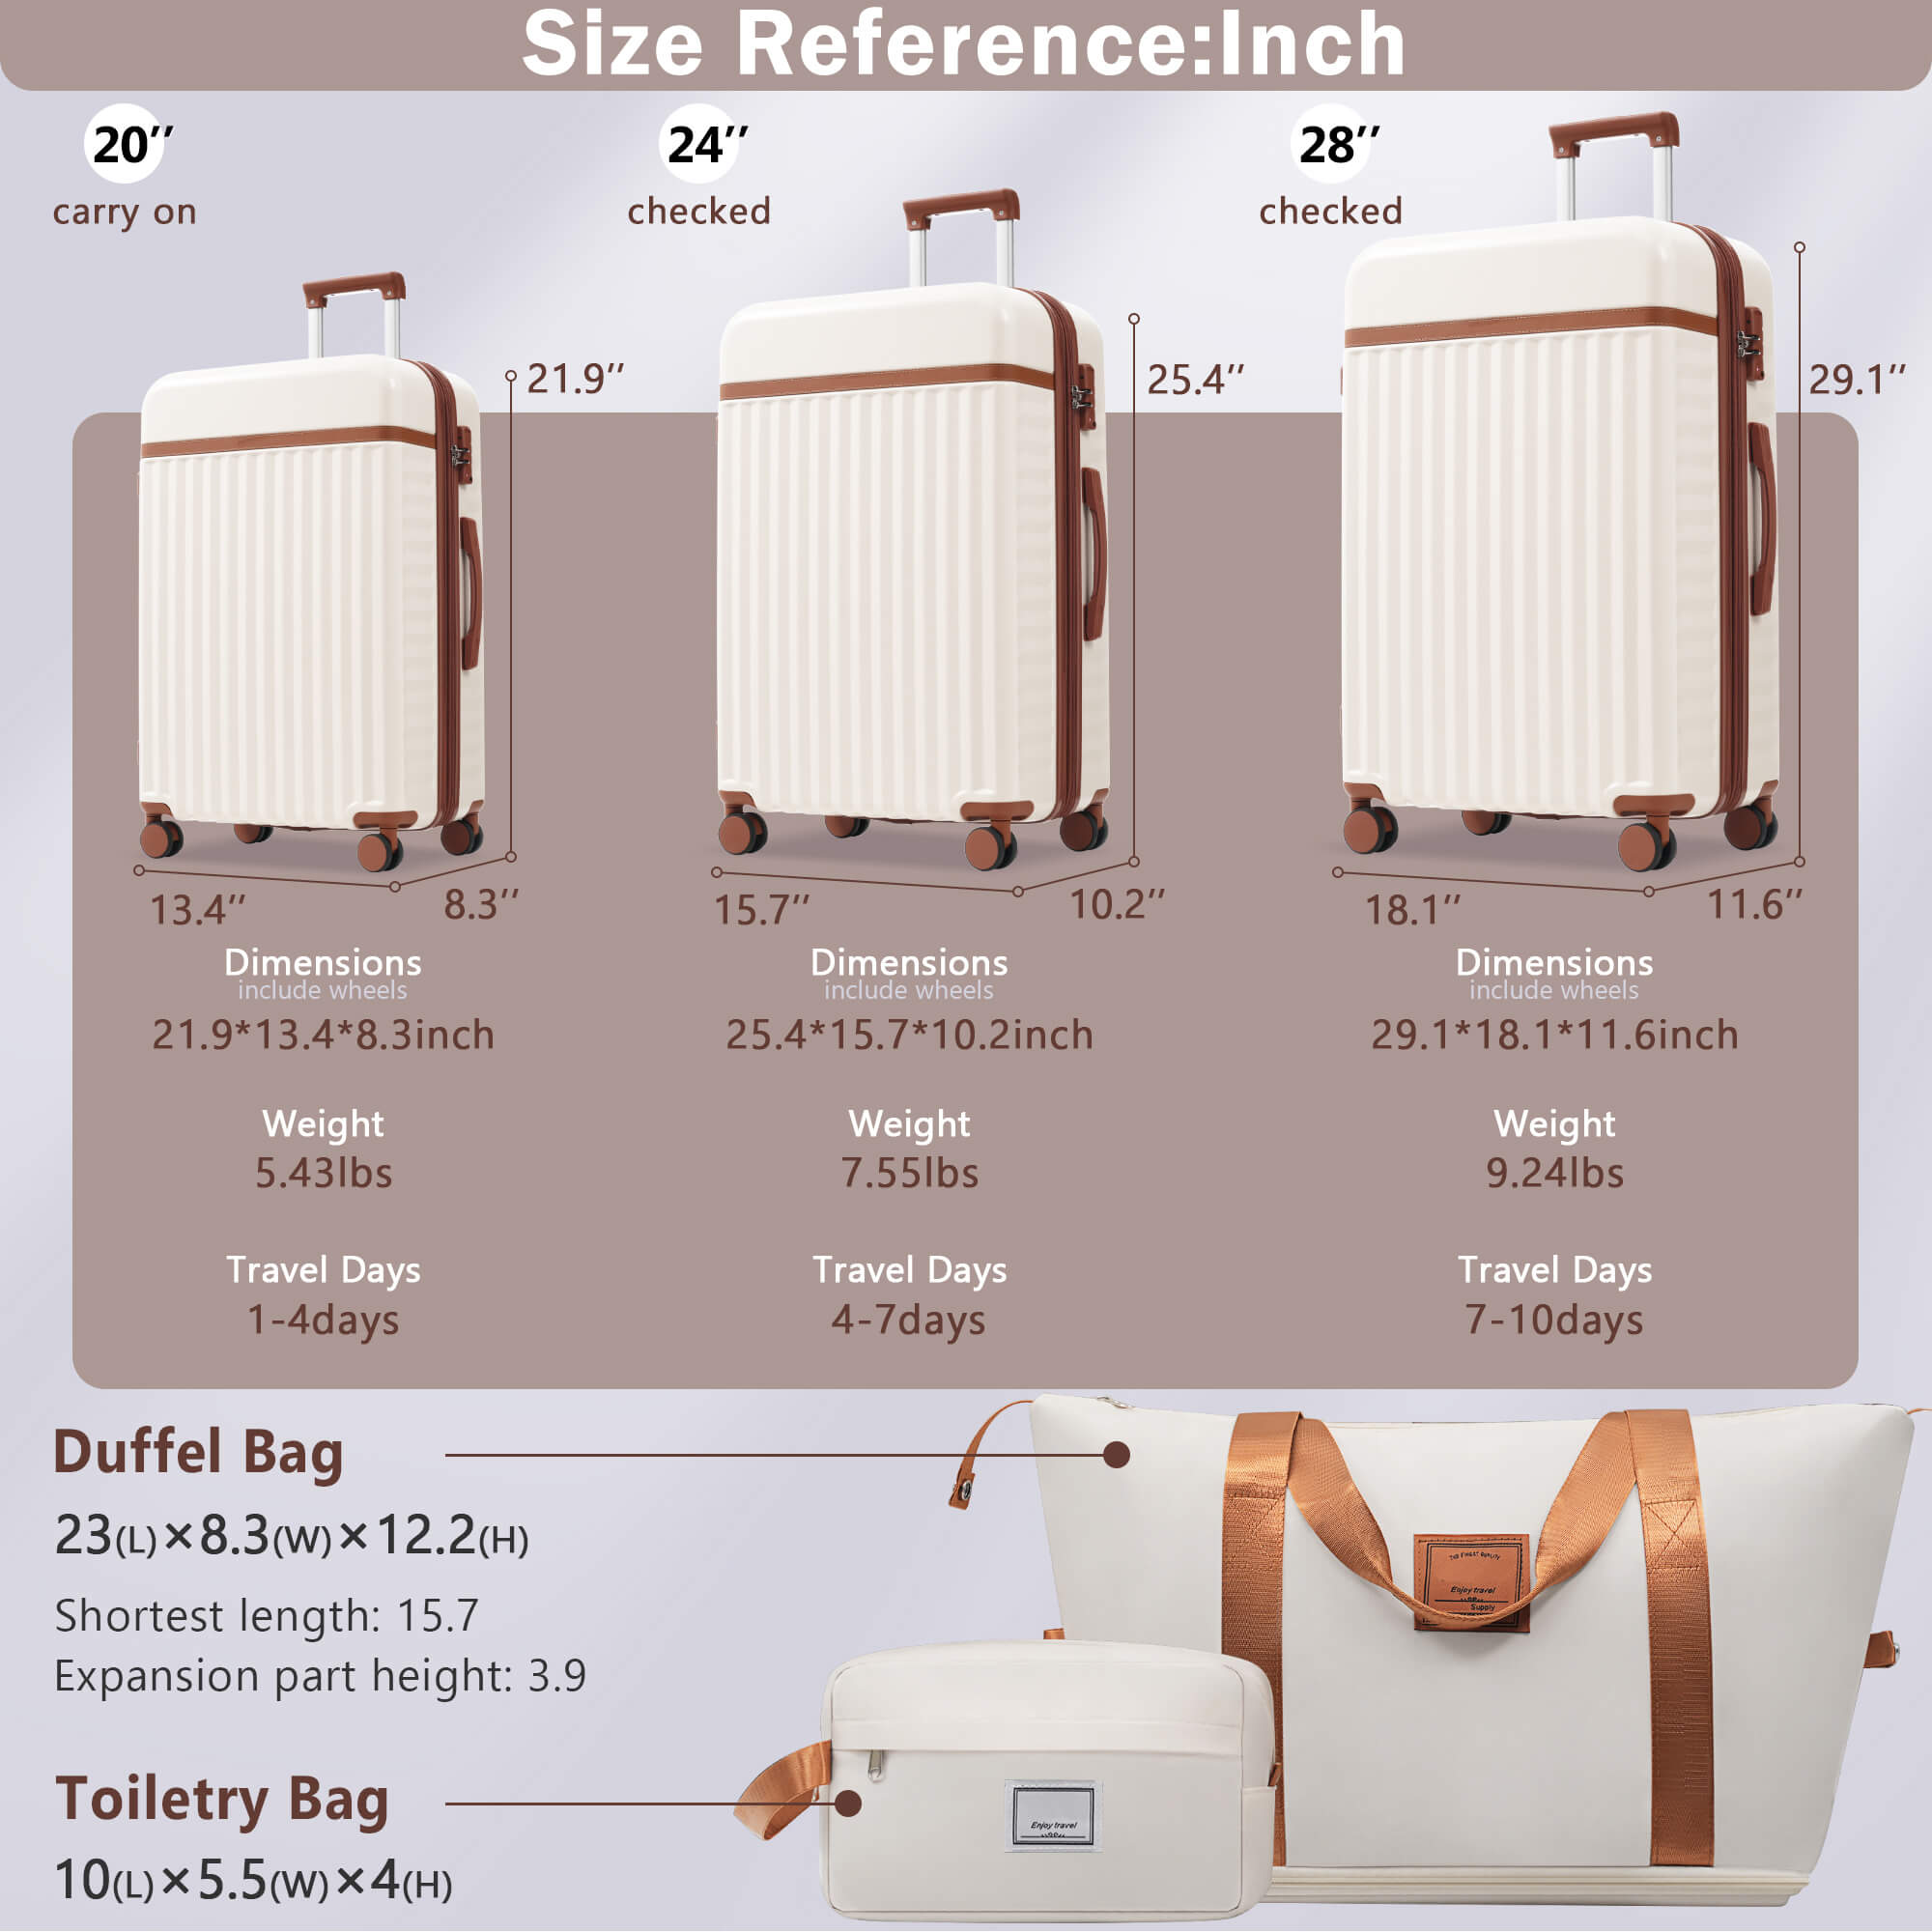 Size Reference:Inch
20’’
carry on
24’’
checked
28’’
checked
21.9’’
25.4’’
29.1’’
13.4’’
8.3’’
15.7’’
10.2’’
18.1’’
11.6’’
Dimensions
include wheels
21.9*13.4*8.3inch
Dimensions
include wheels
25.4*15.7*10.2inch
Dimensions
include wheels
29.1*18.1*11.6inch
Weight
5.43lbs
Weight
7.55lbs
Weight
9.24lbs
Travel Days
1-4days
Travel Days
4-7days
Travel Days
7-10days
Duffel Bag
23(L)×8.3(W)×12.2(H)
Shortest length: 15.7
Expansion part height: 3.9
Enjoy travel
Supply
Toiletry Bag
10(L)×5.5(W)×4(H)
Enjoy travel